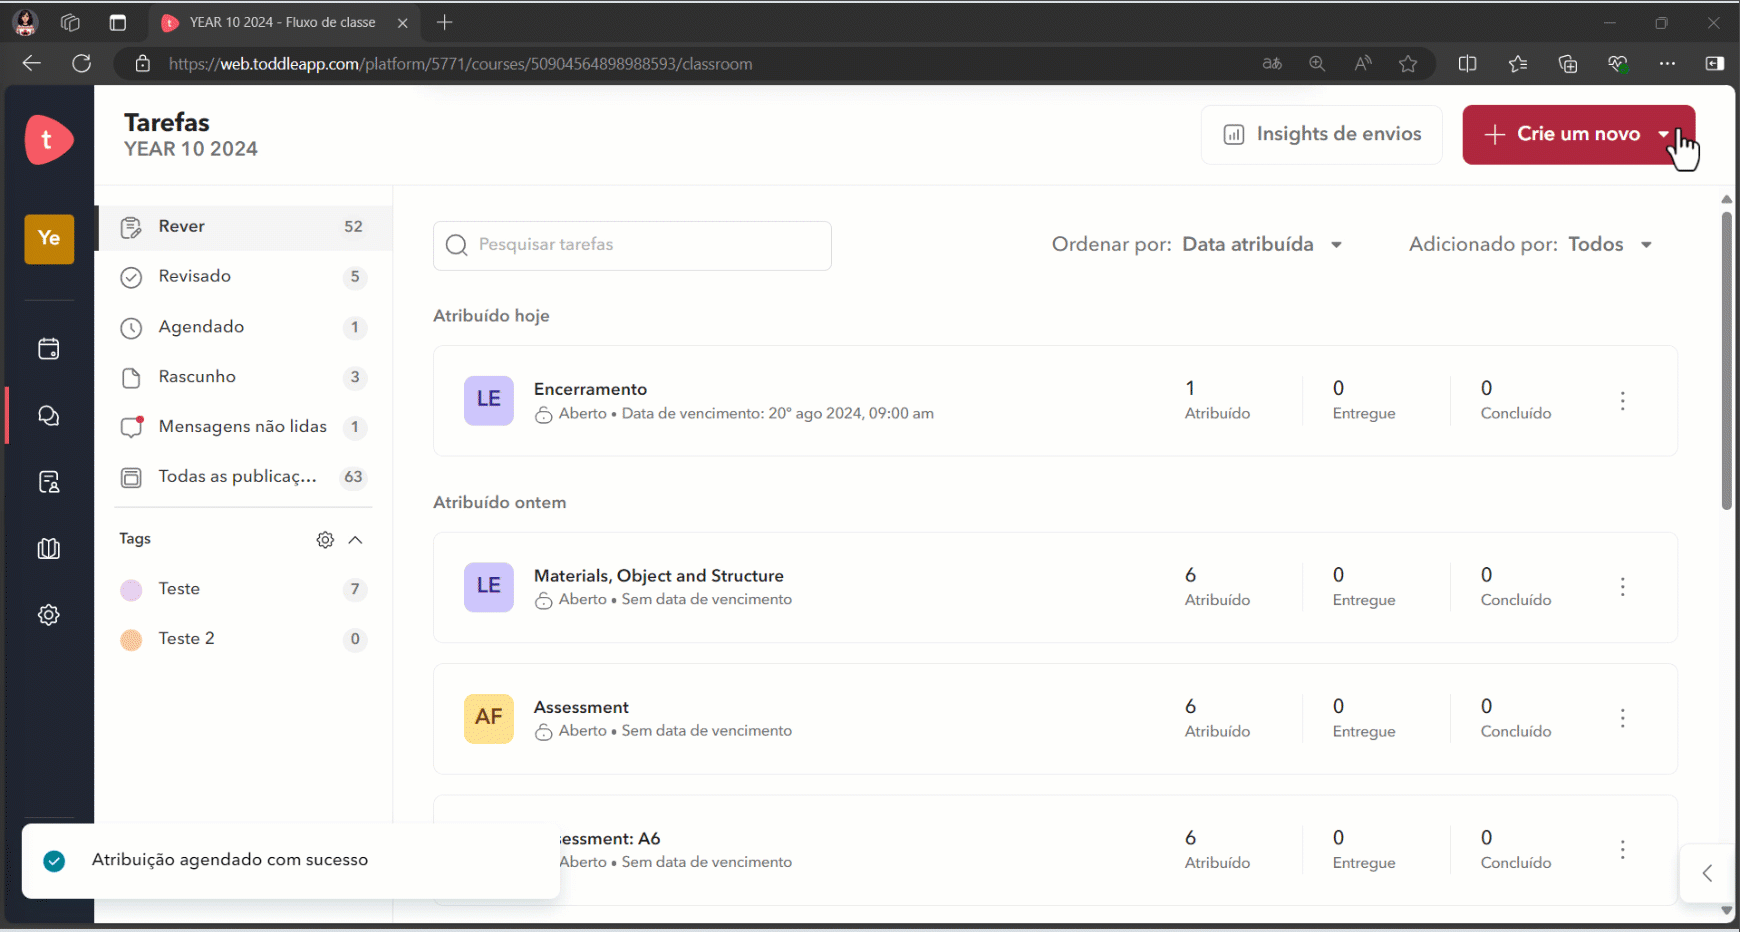 YEAR 10 2024 - Fluxo de classe
https://web.toddleapp.com/platform/5771/courses/50904564898988593/classroom
t
Tarefas
YEAR 10 2024
Insights de envios
Crie um novo
Ye
Rever 52
Revisado 5
Agendado 1
Rascunho 3
Mensagens não lidas 1
Todas as publicaç... 63
Tags
Teste 7
Teste 2 0
Pesquisar tarefas
Ordenar por: Data atribuída
Adicionado por: Todos
Atribuído hoje
LE
Encerramento
Aberto • Data de vencimento: 20º ago 2024, 09:00 am
1
Atribuído
0
Entregue
0
Concluído
Atribuído ontem
LE
Materials, Object and Structure
Aberto • Sem data de vencimento
6
Atribuído
0
Entregue
0
Concluído
AF
Assessment
Aberto • Sem data de vencimento
6
Atribuído
0
Entregue
0
Concluído
essment: A6
Aberto • Sem data de vencimento
6
Atribuído
0
Entregue
0
Concluído
Atribuição agendado com sucesso